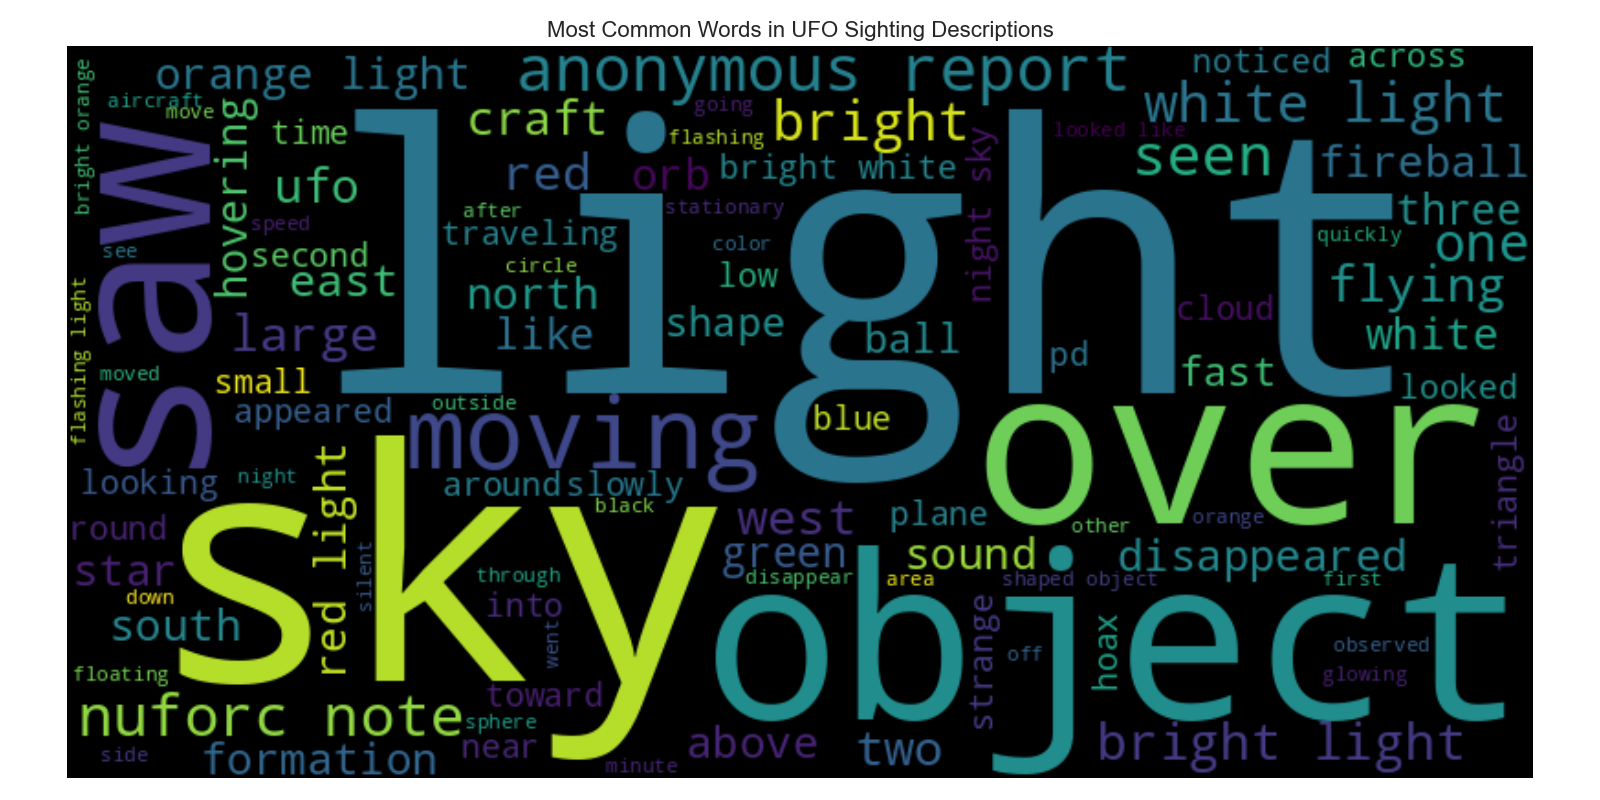 Most Common Words in UFO Sighting Descriptions
orange light
anonymous report
noticed
across
bright orange
aircraft
move
going
white light
saw
hovering
time
craft
light
flashing
bright
looked like
seen
fireball
ufo
red
orb
bright white
night sky
speed
after
stationary
three
see
second
traveling
color
quickly
one
east
circle
low
north
flying
flashing light
large
like
shape
cloud
ball
white
pd
moved
small
fast
looked
appeared
outside
moving
blue
over
triangle
looking
night
red light
sky
around
slowly
black
west
plane
other
orange
round
silent
green
sound
disappeared
star
through
disappear
area
shaped object
first
down
into
object
south
went
strange
off
hoax
observed
floating
glowing
toward
nuforc note
sphere
side
formation
near
above
two
bright light
minute